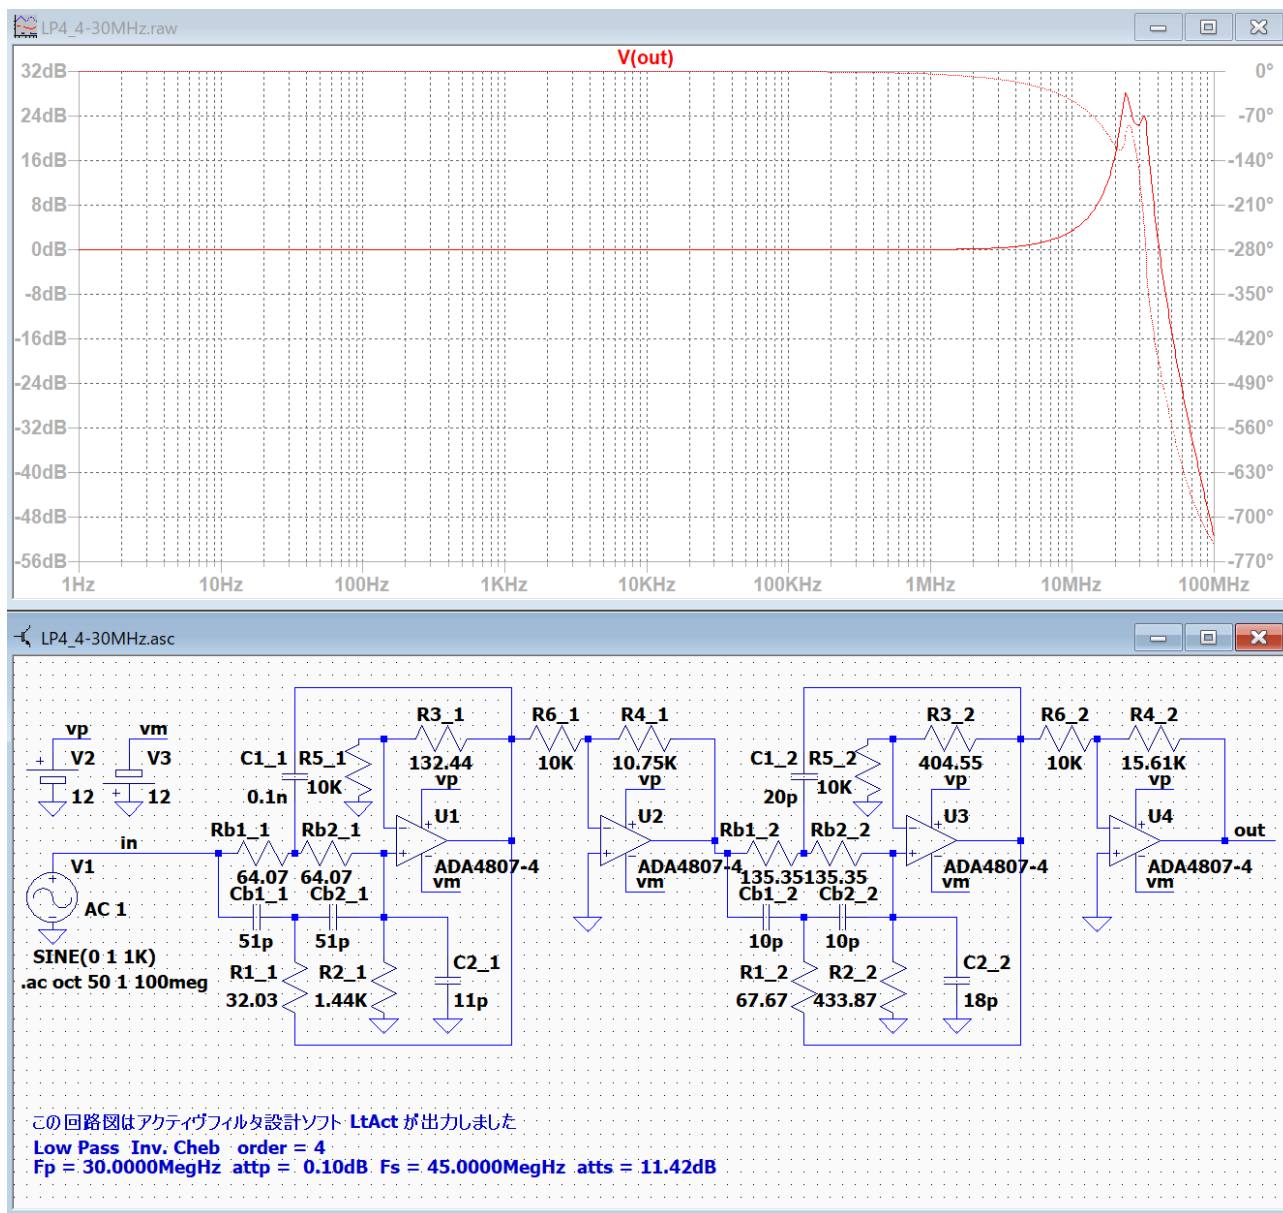 LP4_4-30MHz.raw
V(out)
32dB
24dB
16dB
8dB
0dB
-8dB
-16dB
-24dB
-32dB
-40dB
-48dB
-56dB
0°
-70°
-140°
-210°
-280°
-350°
-420°
-490°
-560°
-630°
-700°
-770°
1Hz 10Hz 100Hz 1KHz 10KHz 100KHz 1MHz 10MHz 100MHz
LP4_4-30MHz.asc
vp
V2
12
vm
V3
12
in
V1
AC 1
SINE(0 1 1K)
.ac oct 50 1 100meg
C1_1
0.1n
R5_1
10K
R3_1
132.44
vp
U1
ADA4807-4
vm
Rb1_1
64.07
Rb2_1
64.07
Cb1_1
51p
Cb2_1
51p
R1_1
32.03
R2_1
1.44K
C2_1
11p
R6_1
10K
R4_1
10.75K
vp
U2
ADA4807-4
vm
C1_2
20p
R5_2
10K
R3_2
404.55
vp
U3
ADA4807-4
vm
Rb1_2
135.35
Rb2_2
135.35
Cb1_2
10p
Cb2_2
10p
R1_2
67.67
R2_2
433.87
C2_2
18p
R6_2
10K
R4_2
15.61K
vp
U4
ADA4807-4
vm
out
この回路図はアクティヴフィルタ設計ソフト LtAct が出力しました
Low Pass Inv. Cheb order = 4
Fp = 30.0000MegHz attp = 0.10dB Fs = 45.0000MegHz atts = 11.42dB